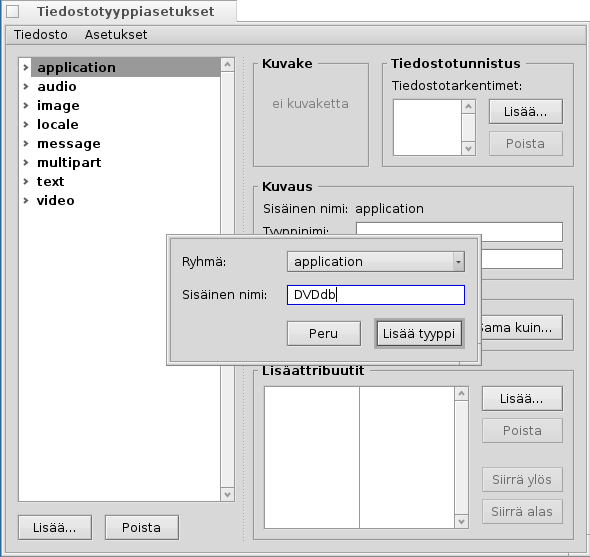 Tiedostotyyppiasetukset
Tiedosto Asetukset
application
audio
image
locale
message
multipart
text
video
Lisää...
Poista
Kuvake
ei kuvaketta
Tiedostotunnistus
Tiedostotarkentimet:
Lisää...
Poista
Kuvaus
Sisäinen nimi: application
Tyyppinimi:
Ryhmä: application
Sisäinen nimi: DVDdb
Peru
Lisää tyyppi
Sama kuin...
Lisäattribuutit
Lisää...
Poista
Siirrä ylös
Siirrä alas